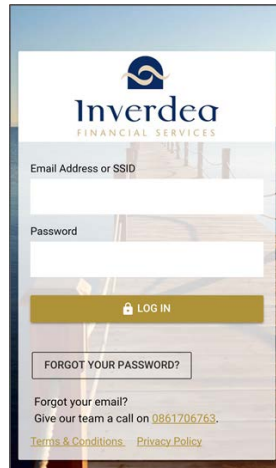 Inverdea
FINANCIAL SERVICES
Email Address or SSID
Password
LOG IN
FORGOT YOUR PASSWORD?
Forgot your email?
Give our team a call on 0861706763.
Terms & Conditions Privacy Policy